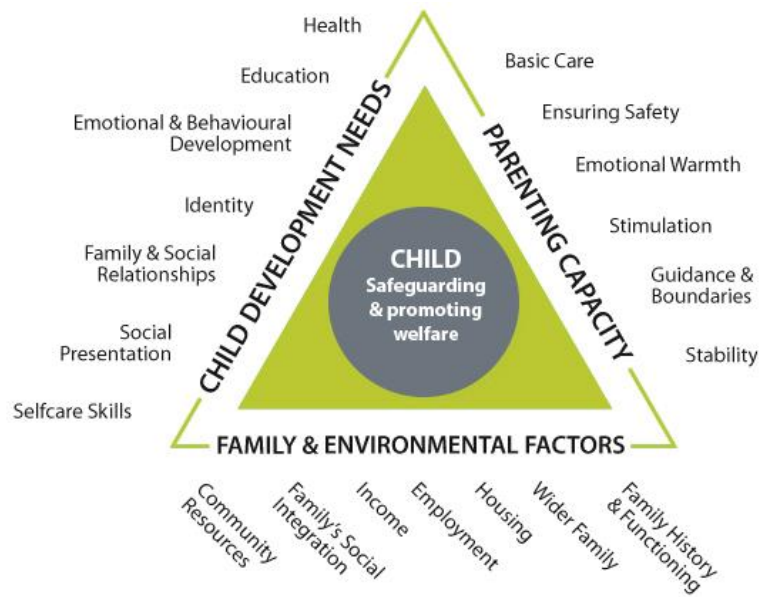 Health
Education
Emotional & Behavioural
Development
Identity
Family & Social
Relationships
Social
Presentation
Selfcare Skills
CHILD DEVELOPMENT NEEDS
CHILD
Safeguarding
& promoting
welfare
PARENTING CAPACITY
Basic Care
Ensuring Safety
Emotional Warmth
Stimulation
Guidance &
Boundaries
Stability
FAMILY & ENVIRONMENTAL FACTORS
Community
Resources
Family's Social
Integration
Income
Employment
Housing
Wider Family
Family History
& Functioning